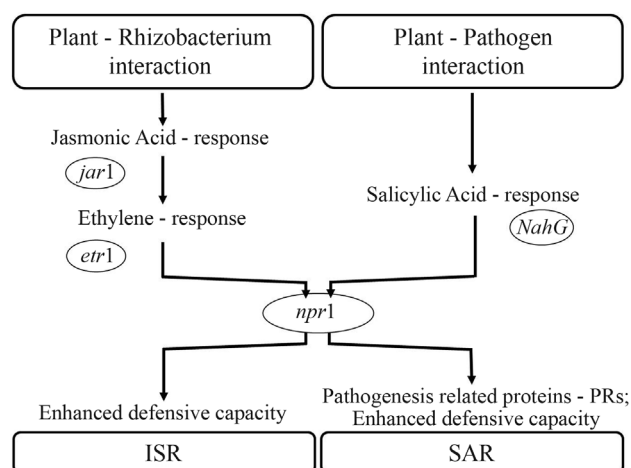 Plant - Rhizobacterium
interaction
Plant - Pathogen
interaction
Jasmonic Acid - response
jar1
Ethylene - response
etr1
Salicylic Acid - response
NahG
npr1
Enhanced defensive capacity
Pathogenesis related proteins - PRs;
Enhanced defensive capacity
ISR
SAR